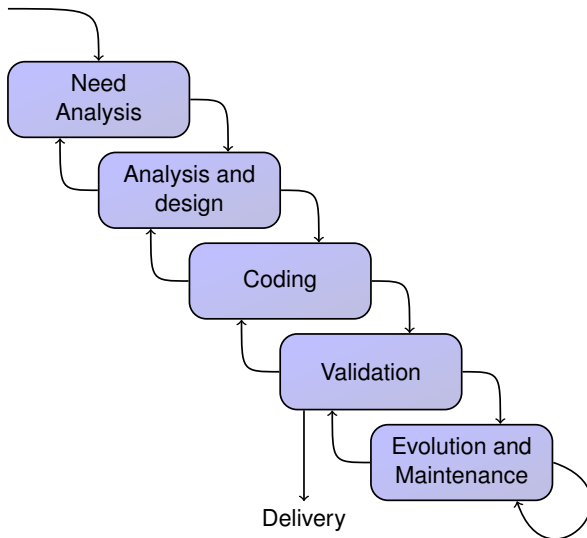 Need
Analysis
Analysis and
design
Coding
Validation
Evolution and
Maintenance
Delivery